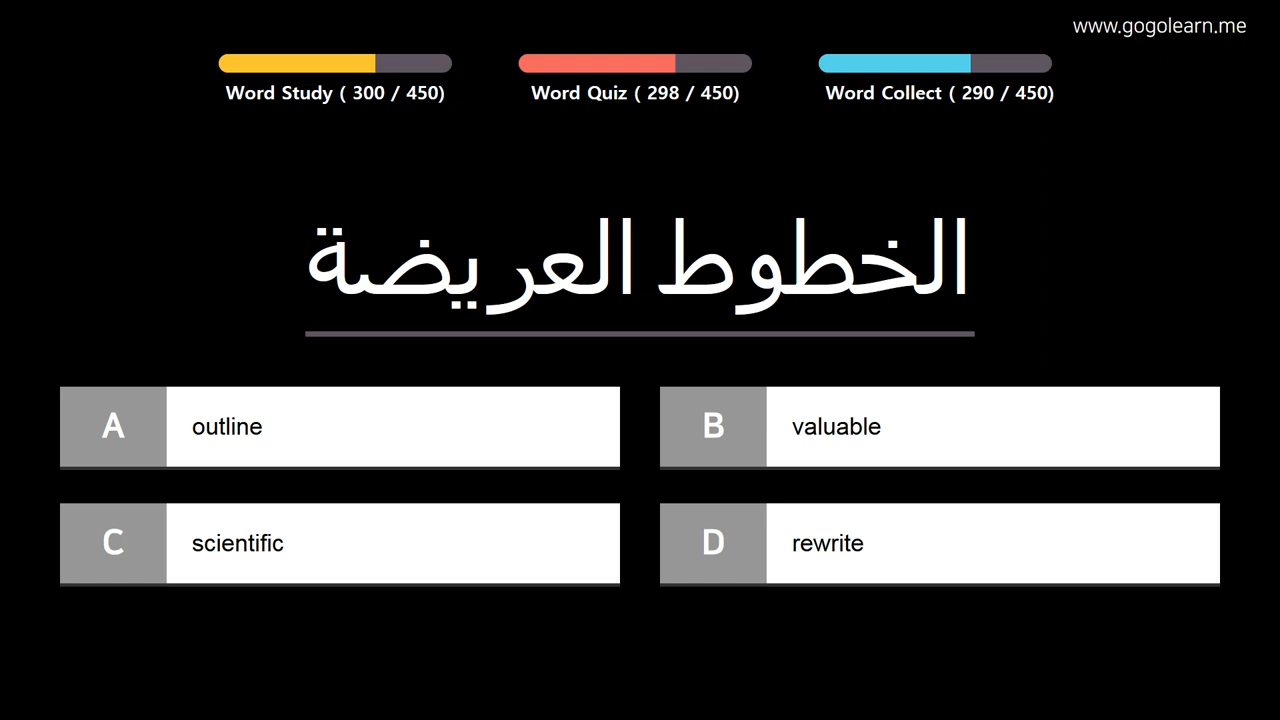 www.gogolearn.me
Word Study ( 300 / 450)
Word Quiz ( 298 / 450)
Word Collect ( 290 / 450)
الخطوط العريضة
A outline
B valuable
C scientific
D rewrite